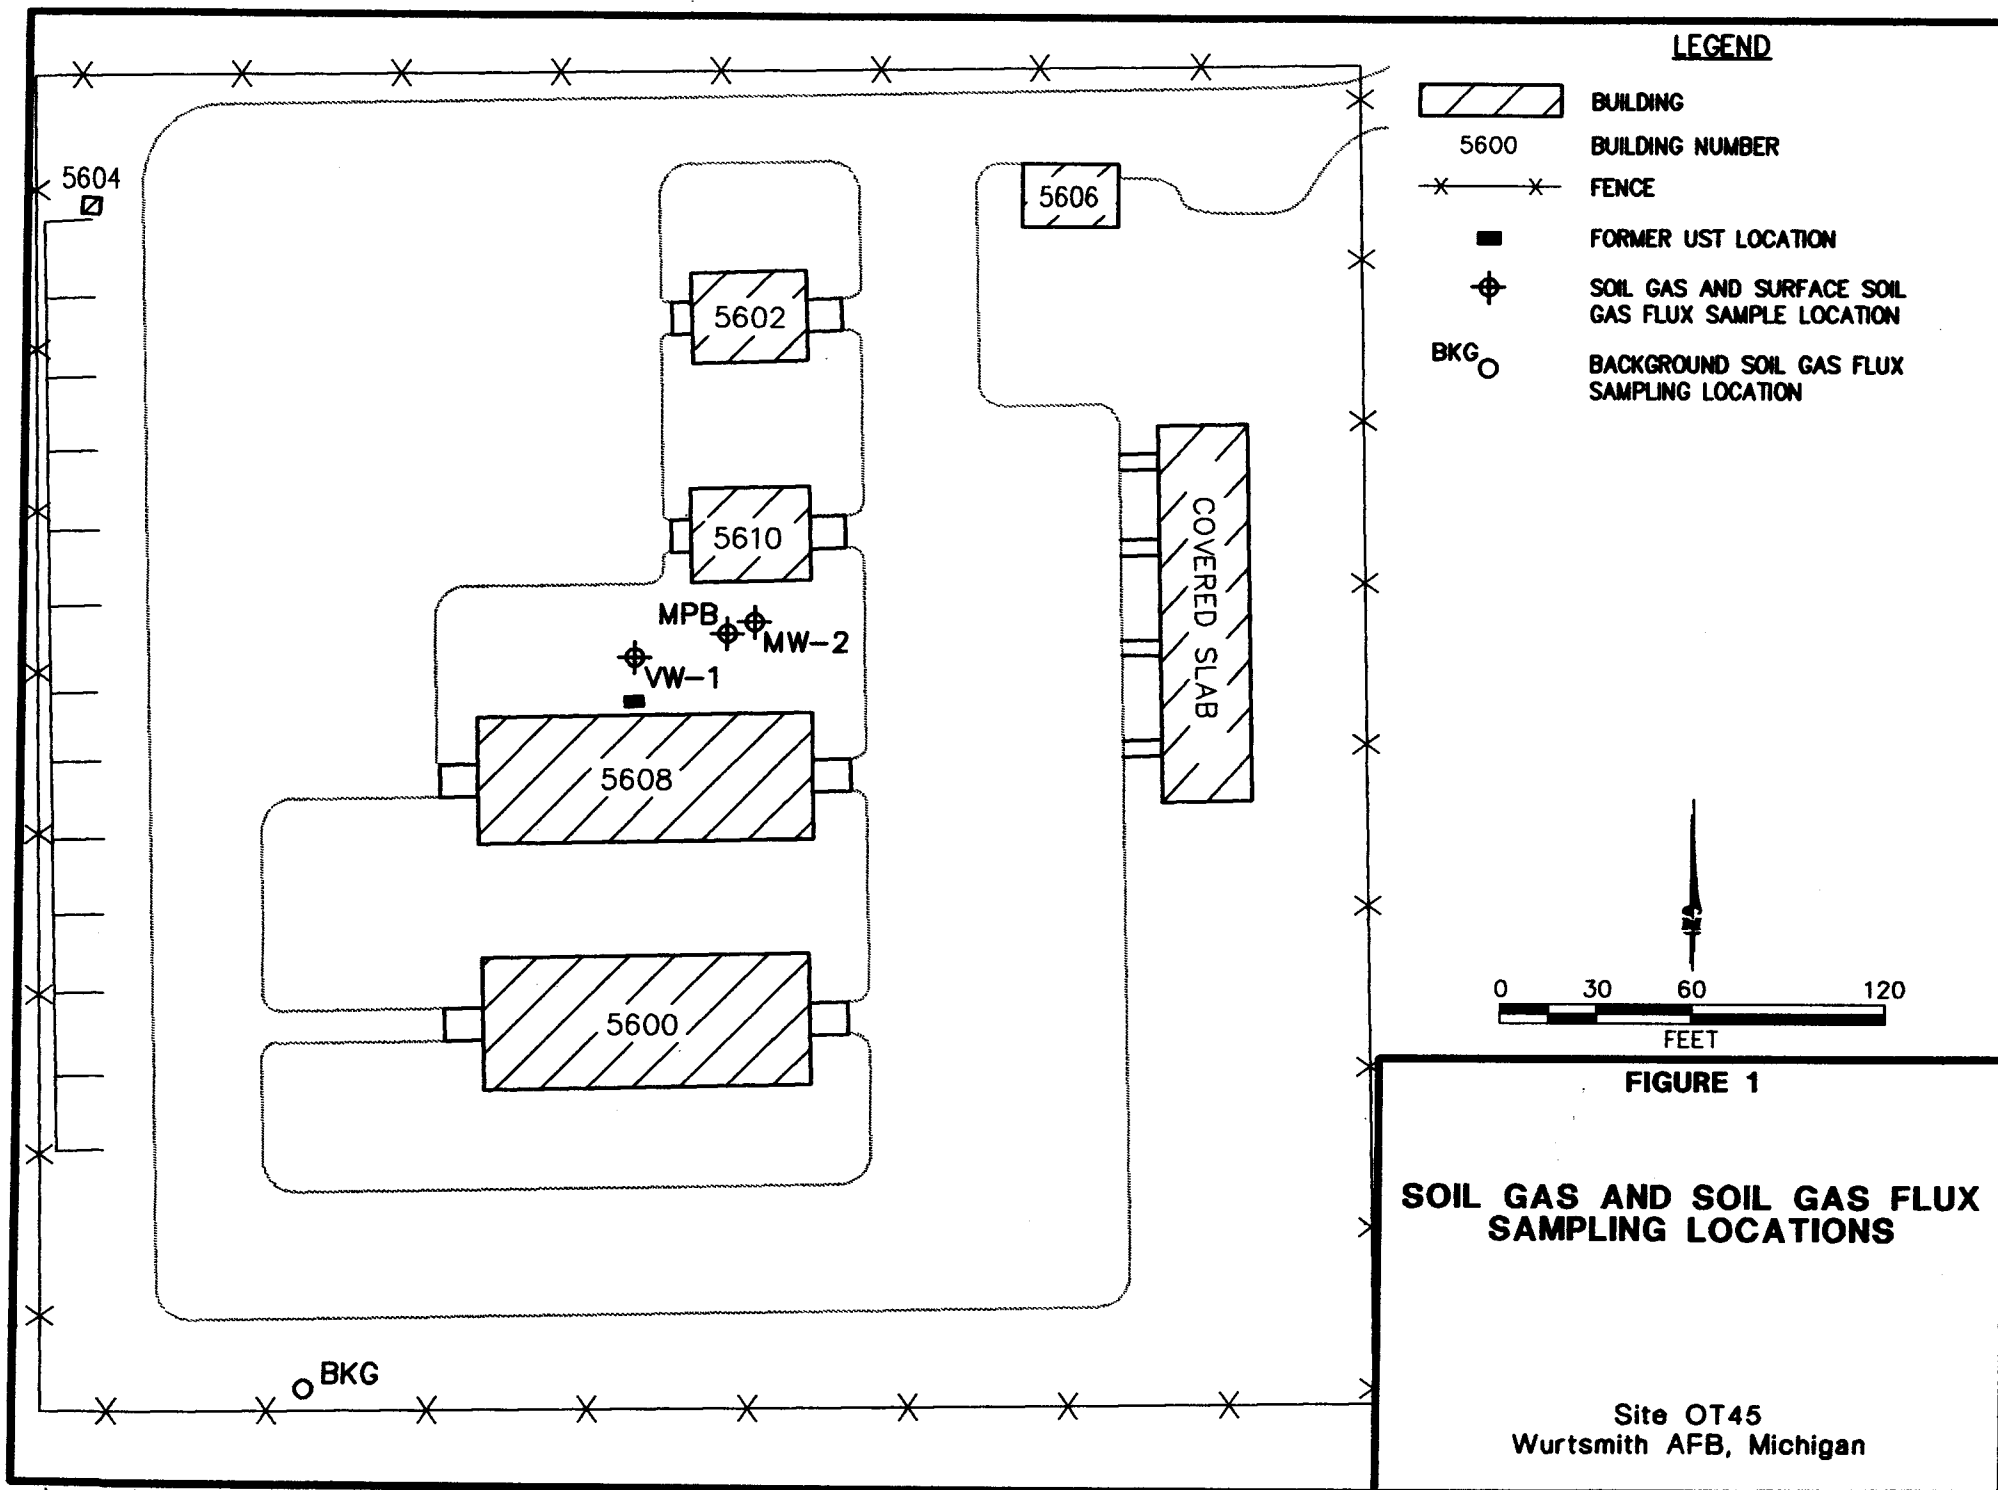 LEGEND
BUILDING
5600
BUILDING NUMBER
FENCE
FORMER UST LOCATION
SOIL GAS AND SURFACE SOIL
GAS FLUX SAMPLE LOCATION
BKG
BACKGROUND SOIL GAS FLUX
SAMPLING LOCATION
5604
5606
5602
5610
MPB
MW-2
VW-1
COVERED SLAB
5608
5600
BKG
0 30 60 120
FEET
FIGURE 1
SOIL GAS AND SOIL GAS FLUX
SAMPLING LOCATIONS
Site OT45
Wurtsmith AFB, Michigan